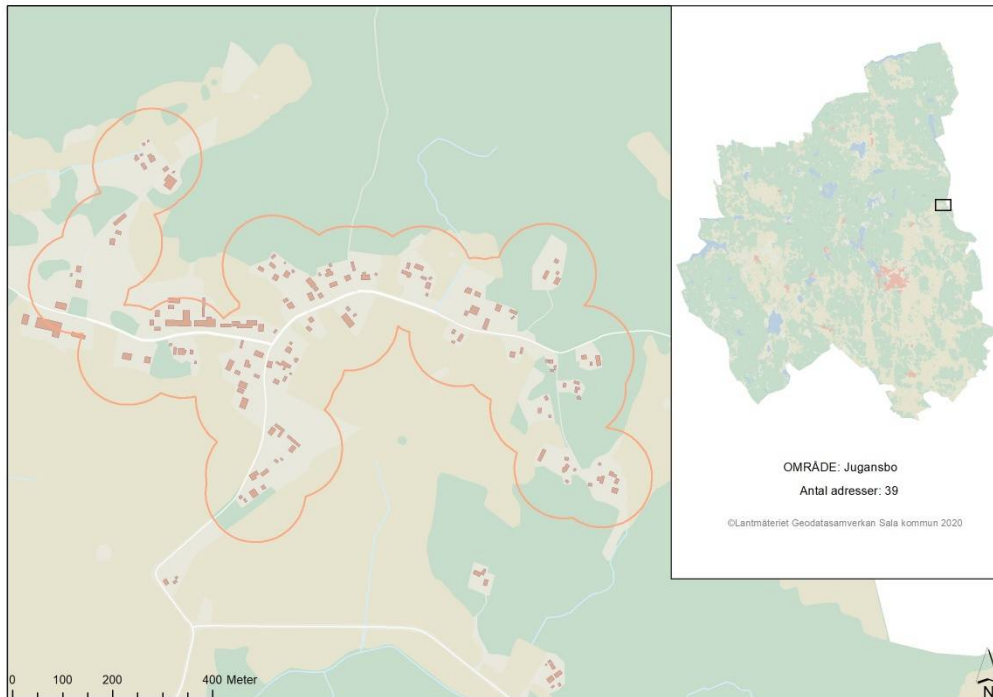 OMRÅDE: Jugansbo
Antal adresser: 39
©Lantmäteriet Geodatasamverkan Sala kommun 2020
0 100 200 400 Meter